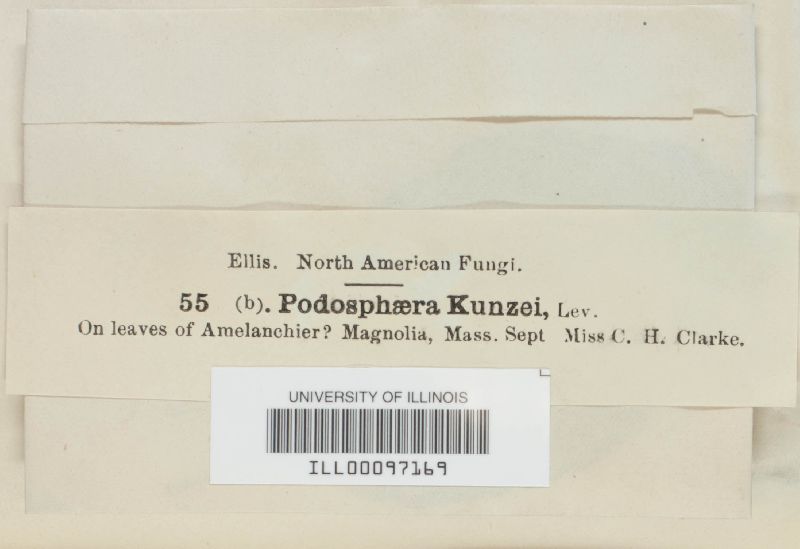 Ellis. North American Fungi.
55 (b). Podosphæra Kunzei, Lev.
On leaves of Amelanchier? Magnolia, Mass. Sept Miss C. H. Clarke.
UNIVERSITY OF ILLINOIS
ILL00097169